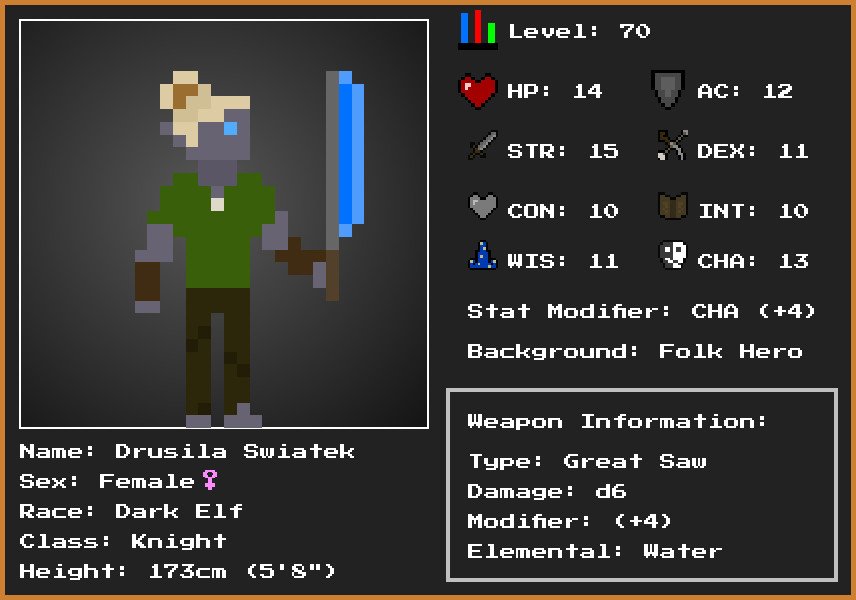 Level: 70
HP: 14 AC: 12
STR: 15 DEX: 11
CON: 10 INT: 10
WIS: 11 CHA: 13
Stat Modifier: CHA (+4)
Background: Folk Hero
Weapon Information:
Type: Great Saw
Damage: d6
Modifier: (+4)
Elemental: Water
Name: Drusila Swiatek
Sex: Female♀
Race: Dark Elf
Class: Knight
Height: 173cm (5'8")